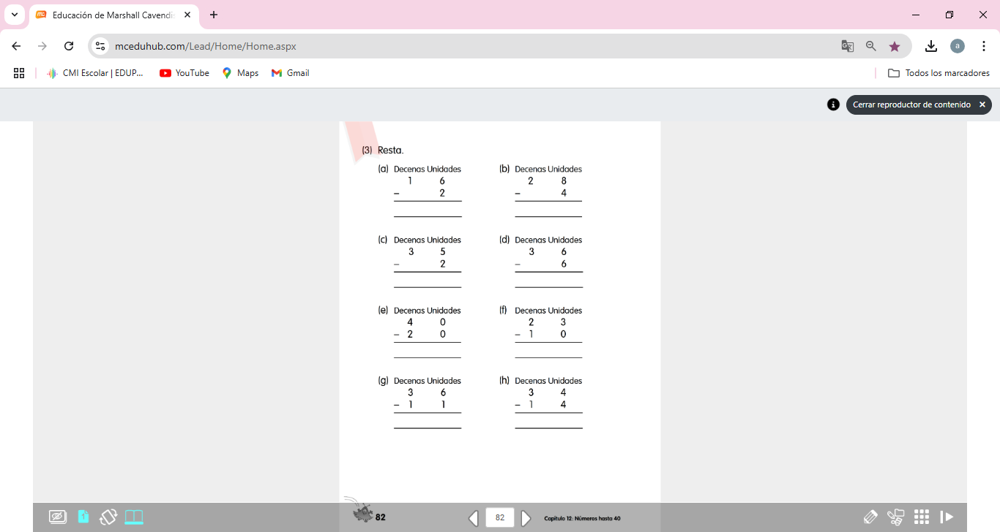 Educación de Marshall Cavendi
mceduhub.com/Lead/Home/Home.aspx
a
CMI Escolar | EDUP...
YouTube
Maps
Gmail
Todos los marcadores
Cerrar reproductor de contenido
(3) Resta.
(a) Decenas Unidades (b) Decenas Unidades
1 6 2 8
– 2 – 4
(c) Decenas Unidades (d) Decenas Unidades
3 5 3 6
– 2 – 6
(e) Decenas Unidades (f) Decenas Unidades
4 0 2 3
– 2 0 – 1 0
(g) Decenas Unidades (h) Decenas Unidades
3 6 3 4
– 1 1 – 1 4
1
82
82
Capítulo 12: Números hasta 40